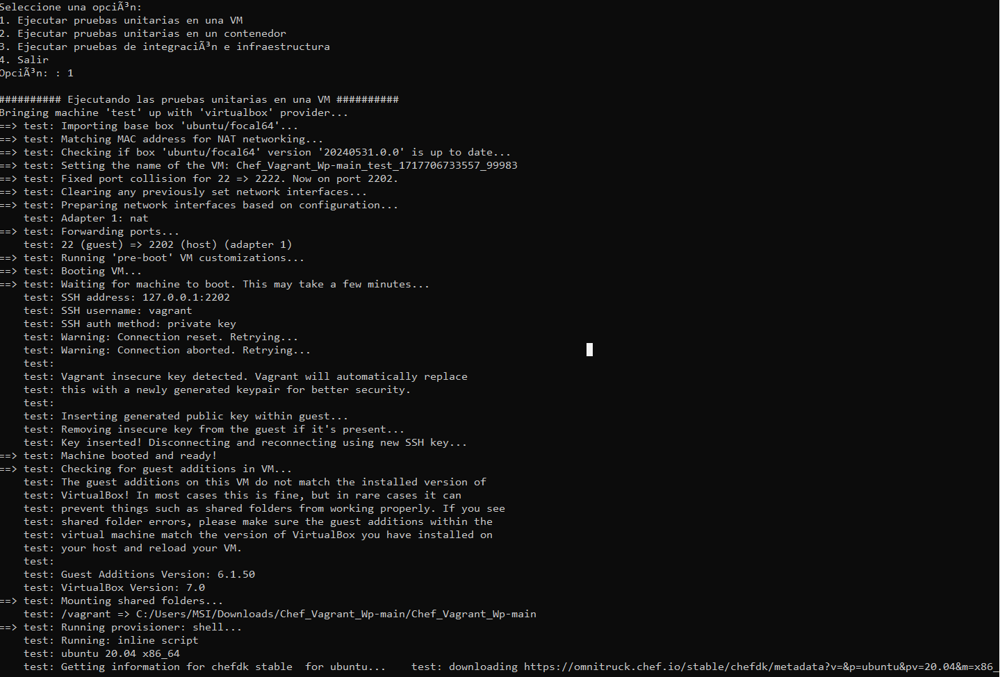 Seleccione una opciÃ³n:
1. Ejecutar pruebas unitarias en una VM
2. Ejecutar pruebas unitarias en un contenedor
3. Ejecutar pruebas de integraciÃ³n e infraestructura
4. Salir
OpciÃ³n: : 1
########## Ejecutando las pruebas unitarias en una VM ##########
Bringing machine 'test' up with 'virtualbox' provider...
==> test: Importing base box 'ubuntu/focal64'...
==> test: Matching MAC address for NAT networking...
==> test: Checking if box 'ubuntu/focal64' version '20240531.0.0' is up to date...
==> test: Setting the name of the VM: Chef_Vagrant_Wp-main_test_1717706733557_99983
==> test: Fixed port collision for 22 => 2222. Now on port 2202.
==> test: Clearing any previously set network interfaces...
==> test: Preparing network interfaces based on configuration...
    test: Adapter 1: nat
==> test: Forwarding ports...
    test: 22 (guest) => 2202 (host) (adapter 1)
==> test: Running 'pre-boot' VM customizations...
==> test: Booting VM...
==> test: Waiting for machine to boot. This may take a few minutes...
    test: SSH address: 127.0.0.1:2202
    test: SSH username: vagrant
    test: SSH auth method: private key
    test: Warning: Connection reset. Retrying...
    test: Warning: Connection aborted. Retrying...
    test:
    test: Vagrant insecure key detected. Vagrant will automatically replace
    test: this with a newly generated keypair for better security.
    test:
    test: Inserting generated public key within guest...
    test: Removing insecure key from the guest if it's present...
    test: Key inserted! Disconnecting and reconnecting using new SSH key...
==> test: Machine booted and ready!
==> test: Checking for guest additions in VM...
    test: The guest additions on this VM do not match the installed version of
    test: VirtualBox! In most cases this is fine, but in rare cases it can
    test: prevent things such as shared folders from working properly. If you see
    test: shared folder errors, please make sure the guest additions within the
    test: virtual machine match the version of VirtualBox you have installed on
    test: your host and reload your VM.
    test:
    test: Guest Additions Version: 6.1.50
    test: VirtualBox Version: 7.0
==> test: Mounting shared folders...
    test: /vagrant => C:/Users/MSI/Downloads/Chef_Vagrant_Wp-main/Chef_Vagrant_Wp-main
==> test: Running provisioner: shell...
    test: Running: inline script
    test: ubuntu 20.04 x86_64
    test: Getting information for chefdk stable  for ubuntu...    test: downloading https://omnitruck.chef.io/stable/chefdk/metadata?v=&p=ubuntu&pv=20.04&m=x86_